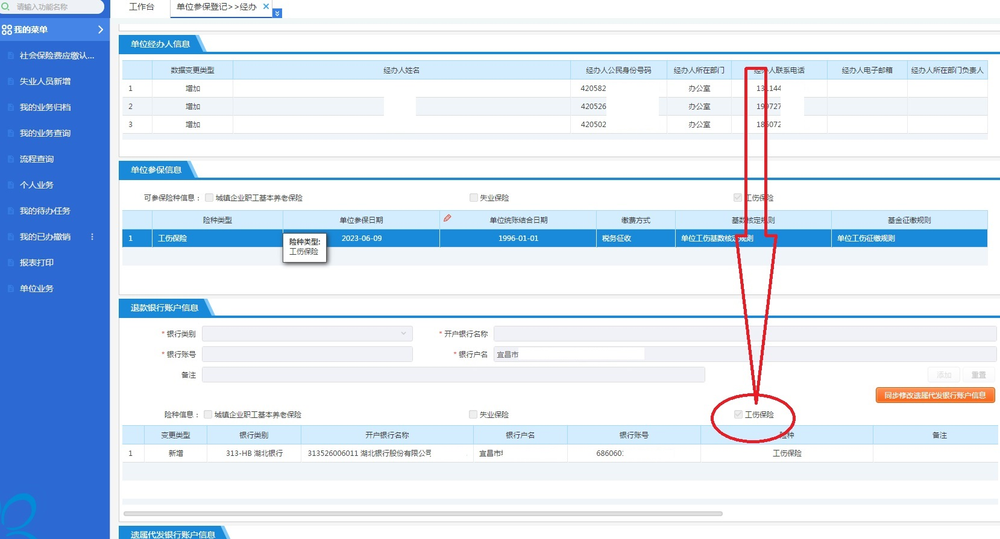 请输入功能名称
工作台
单位参保登记>>经办
我的菜单
社会保险费应缴认...
失业人员新增
我的业务归档
我的业务查询
流程查询
个人业务
我的待办任务
我的已办撤销
报表打印
单位业务
单位经办人信息
数据变更类型 经办人姓名 经办人公民身份号码 经办人所在部门 经办人联系电话 经办人电子邮箱 经办人所在部门负责人
1 增加 420582 办公室
2 增加 420526 办公室
3 增加 420502 办公室
单位参保信息
可参保险种信息： 城镇企业职工基本养老保险 失业保险 工伤保险
险种类型 单位参保日期 单位统账结合日期 缴费方式 基数核定规则 基金征缴规则
1 工伤保险 2023-06-09 1996-01-01 税务征收 单位工伤基数核定规则 单位工伤征缴规则
险种类型:
工伤保险
退款银行账户信息
* 银行类别 * 开户银行名称
* 银行账号 * 银行户名 宜昌市
备注 添加 重置
同步修改遗属代发银行账户信息
险种信息： 城镇企业职工基本养老保险 失业保险 工伤保险
变更类型 银行类别 开户银行名称 银行户名 银行账号 险种 备注
1 新增 313-HB 湖北银行 313526006011 湖北银行股份有限公司 宜昌市 686060 工伤保险
遗属代发银行账户信息